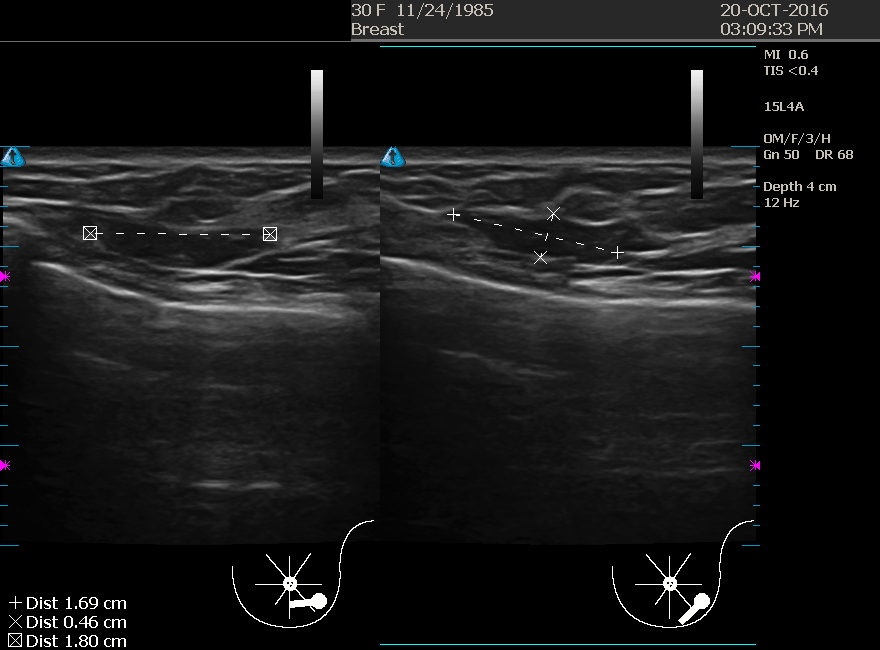 30 F 11/24/1985
20-OCT-2016
Breast
03:09:33 PM
MI 0.6
TIS <0.4
15L4A
OM/F/3/H
Gn 50 DR 68
Depth 4 cm
12 Hz
Dist 1.69 cm
Dist 0.46 cm
Dist 1.80 cm